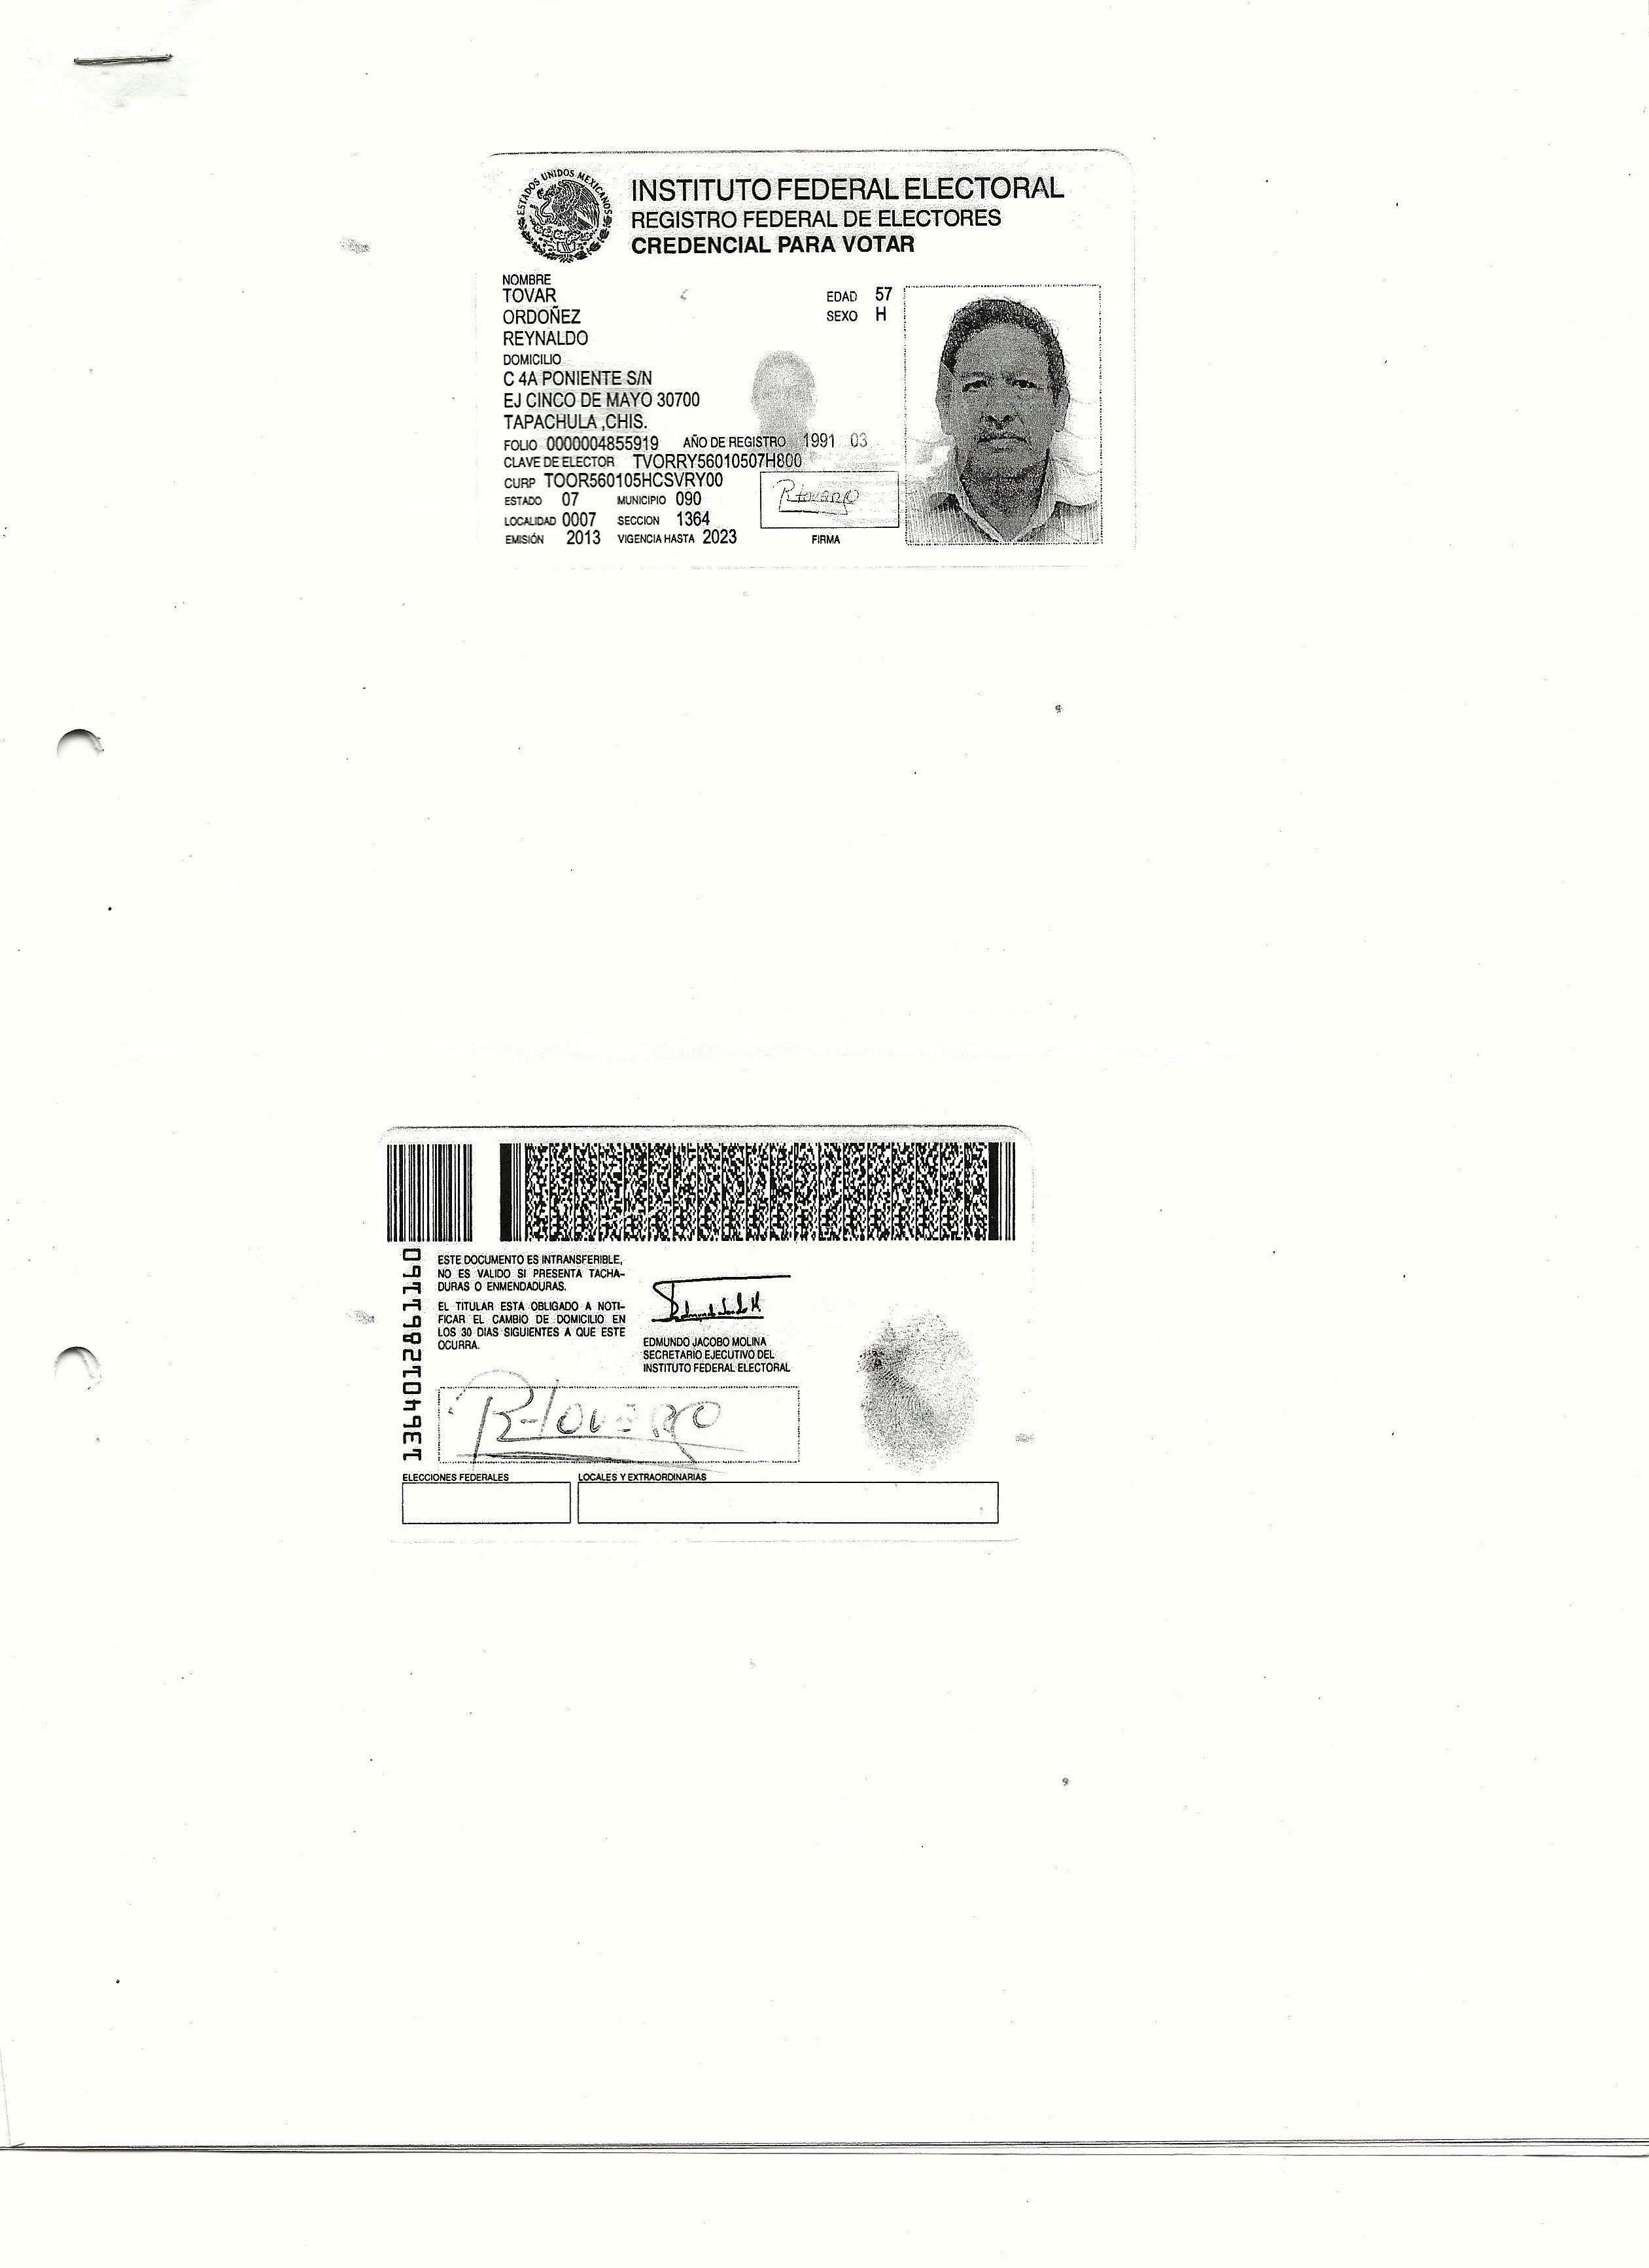 ESTADOS UNIDOS MEXICANOS
INSTITUTO FEDERAL ELECTORAL
REGISTRO FEDERAL DE ELECTORES
CREDENCIAL PARA VOTAR
NOMBRE
TOVAR
ORDOÑEZ
REYNALDO
EDAD 57
SEXO H
DOMICILIO
C 4A PONIENTE S/N
EJ CINCO DE MAYO 30700
TAPACHULA ,CHIS.
FOLIO 0000004855919 AÑO DE REGISTRO 1991 03
CLAVE DE ELECTOR TVORRY56010507H800
CURP TOOR560105HCSVRY00
ESTADO 07 MUNICIPIO 090
LOCALIDAD 0007 SECCION 1364
EMISIÓN 2013 VIGENCIA HASTA 2023
FIRMA
1364012861160
ESTE DOCUMENTO ES INTRANSFERIBLE,
NO ES VALIDO SI PRESENTA TACHA-
DURAS O ENMENDADURAS.
EL TITULAR ESTA OBLIGADO A NOTI-
FICAR EL CAMBIO DE DOMICILIO EN
LOS 30 DIAS SIGUIENTES A QUE ESTE
OCURRA.
EDMUNDO JACOBO MOLINA
SECRETARIO EJECUTIVO DEL
INSTITUTO FEDERAL ELECTORAL
ELECCIONES FEDERALES
LOCALES Y EXTRAORDINARIAS